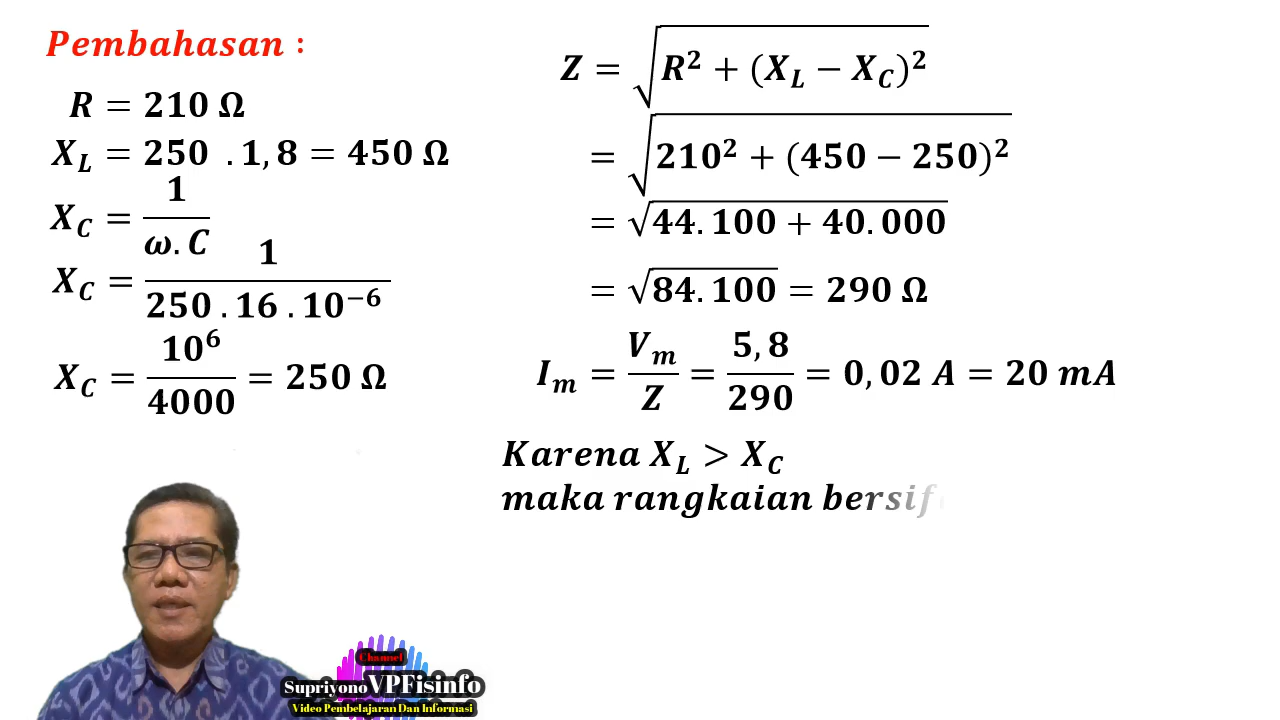 Pembahasan :
R = 210 Ω
X_L = 250 . 1,8 = 450 Ω
X_C = 1/(ω. C)
X_C = 1/(250 . 16 . 10⁻⁶)
X_C = 10⁶/4000 = 250 Ω
Z = √(R² + (X_L − X_C)²)
= √(210² + (450 − 250)²)
= √(44. 100 + 40. 000)
= √(84. 100) = 290 Ω
I_m = V_m/Z = 5,8/290 = 0,02 A = 20 mA
Karena X_L > X_C
maka rangkaian bersif
Channel
Supriyono VPFisinfo
Video Pembelajaran Dan Informasi